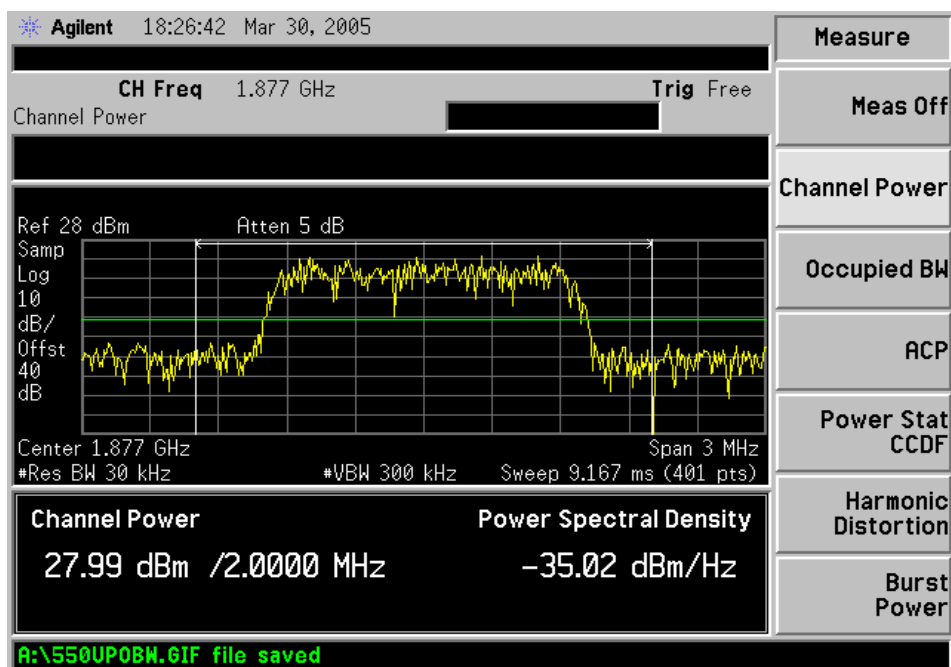 Agilent 18:26:42 Mar 30, 2005
Measure
CH Freq 1.877 GHz Trig Free
Channel Power
Meas Off
Channel Power
Occupied BW
ACP
Power Stat
CCDF
Harmonic
Distortion
Burst
Power
Ref 28 dBm Atten 5 dB
Samp
Log
10
dB/
Offst
40
dB
Center 1.877 GHz Span 3 MHz
#Res BW 30 kHz #VBW 300 kHz Sweep 9.167 ms (401 pts)
Channel Power Power Spectral Density
27.99 dBm /2.0000 MHz -35.02 dBm/Hz
A:\550UPOBW.GIF file saved